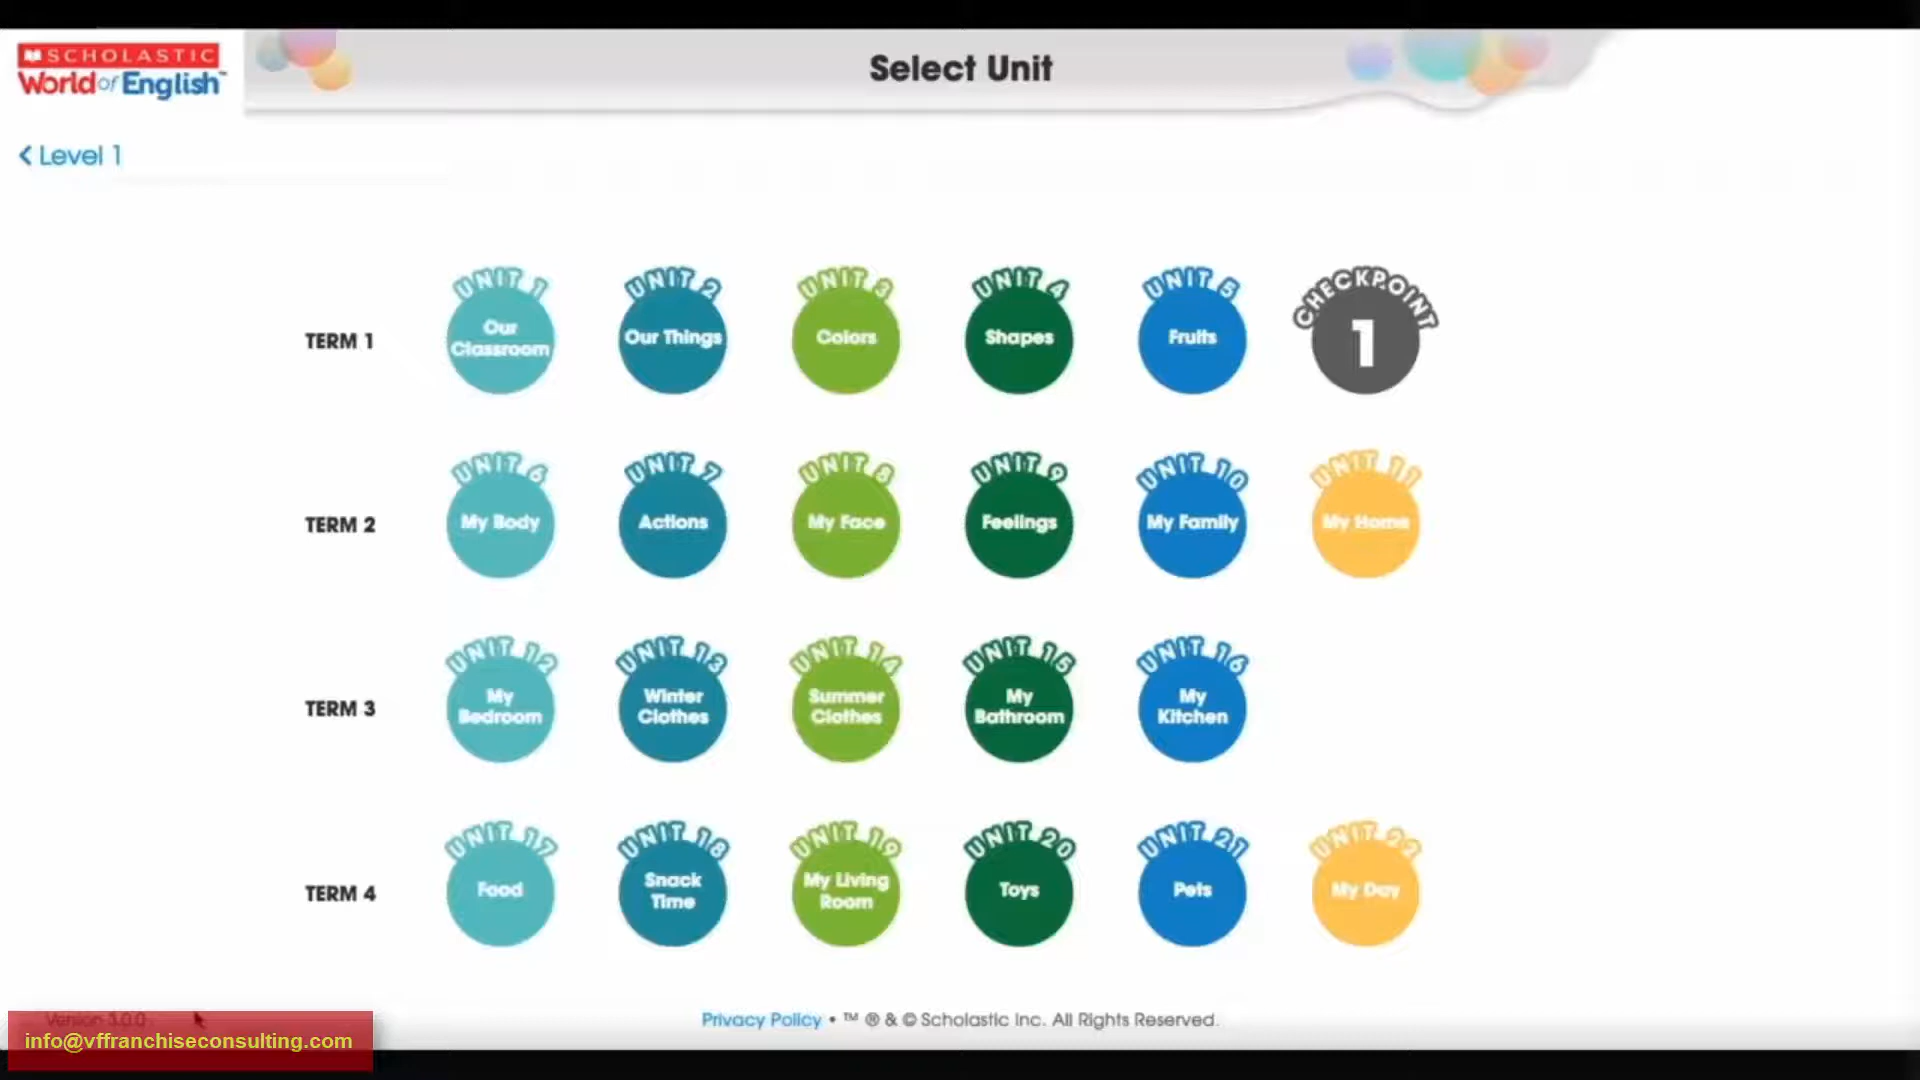 SCHOLASTIC
World of English™
Select Unit
Level 1
TERM 1
UNIT 1
Our
Classroom
UNIT 2
Our Things
UNIT 3
Colors
UNIT 4
Shapes
UNIT 5
Fruits
CHECKPOINT
1
TERM 2
UNIT 6
My Body
UNIT 7
Actions
UNIT 8
My Face
UNIT 9
Feelings
UNIT 10
My Family
UNIT 11
My Home
TERM 3
UNIT 12
My
Bedroom
UNIT 13
Winter
Clothes
UNIT 14
Summer
Clothes
UNIT 15
My
Bathroom
UNIT 16
My
Kitchen
TERM 4
UNIT 17
Food
UNIT 18
Snack
Time
UNIT 19
My Living
Room
UNIT 20
Toys
UNIT 21
Pets
UNIT 22
My Day
Version 3.0.0
Privacy Policy • ™ ® & © Scholastic Inc. All Rights Reserved.
info@vffranchiseconsulting.com